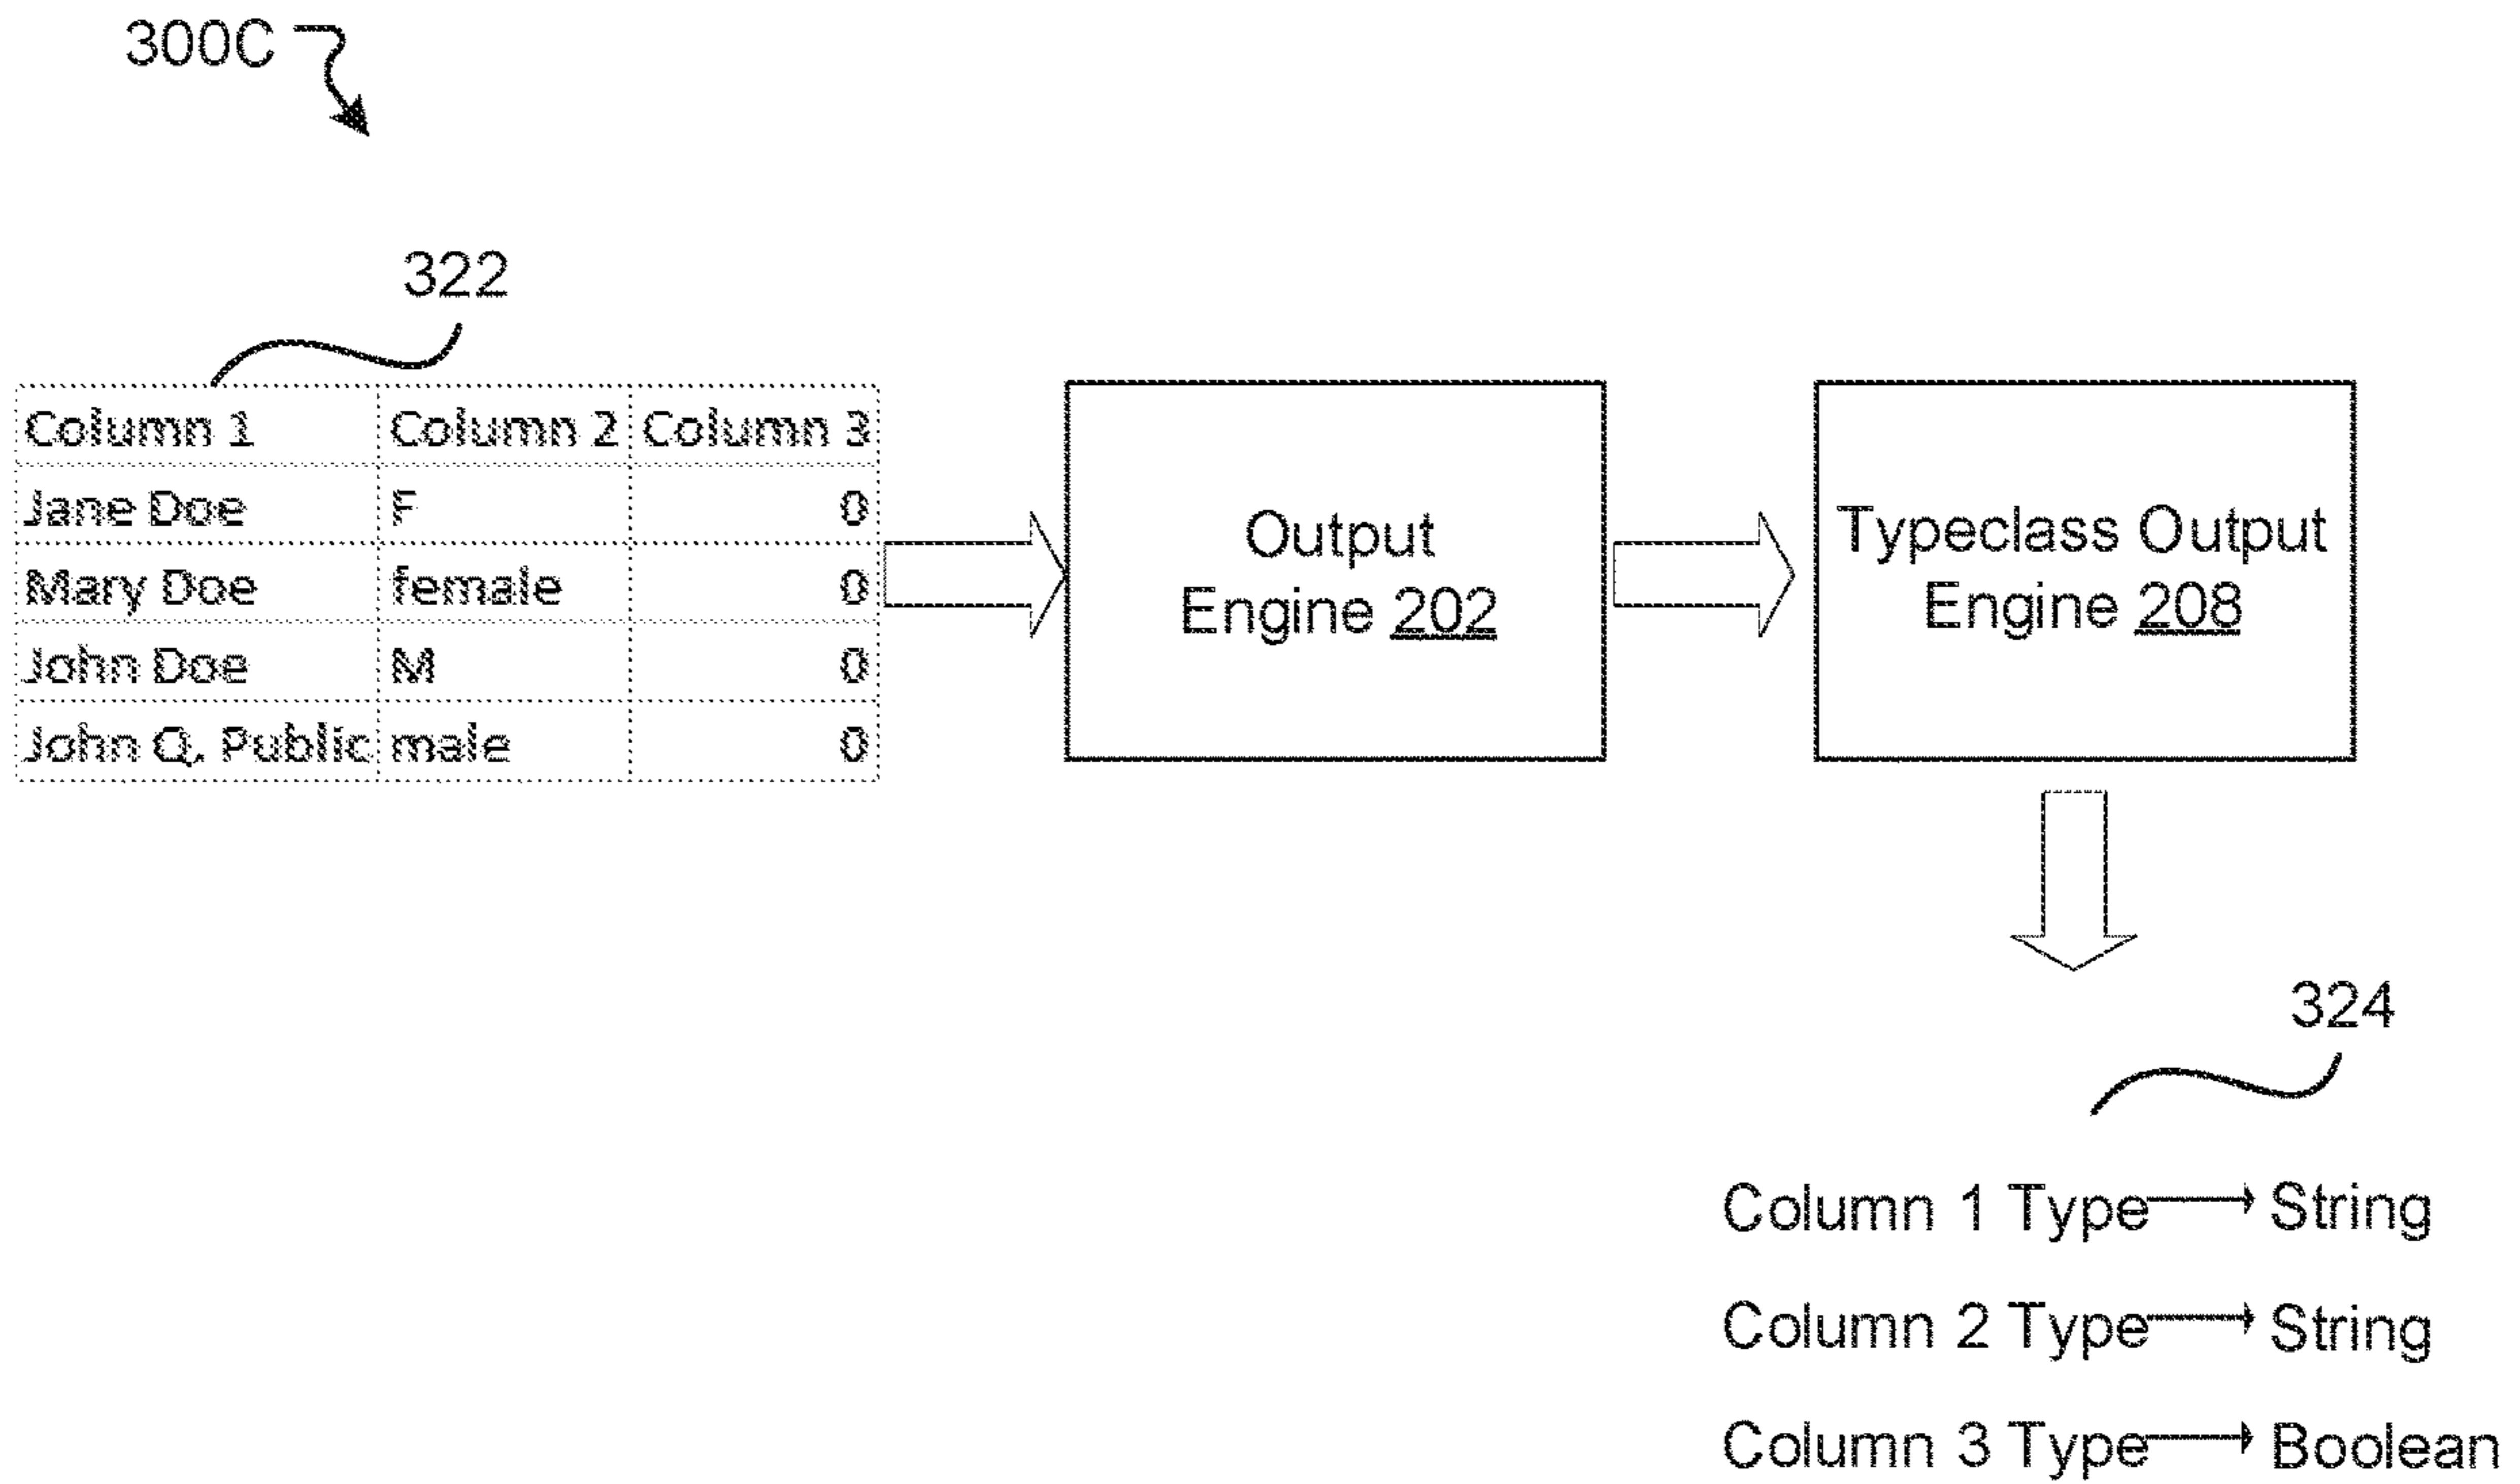 300C
322
Column 1 Column 2 Column 3
Jane Doe F 0
Mary Doe female 0
John Doe M 0
John Q. Public male 0
Output
Engine 202
Typeclass Output
Engine 208
324
Column 1 Type String
Column 2 Type String
Column 3 Type Boolean